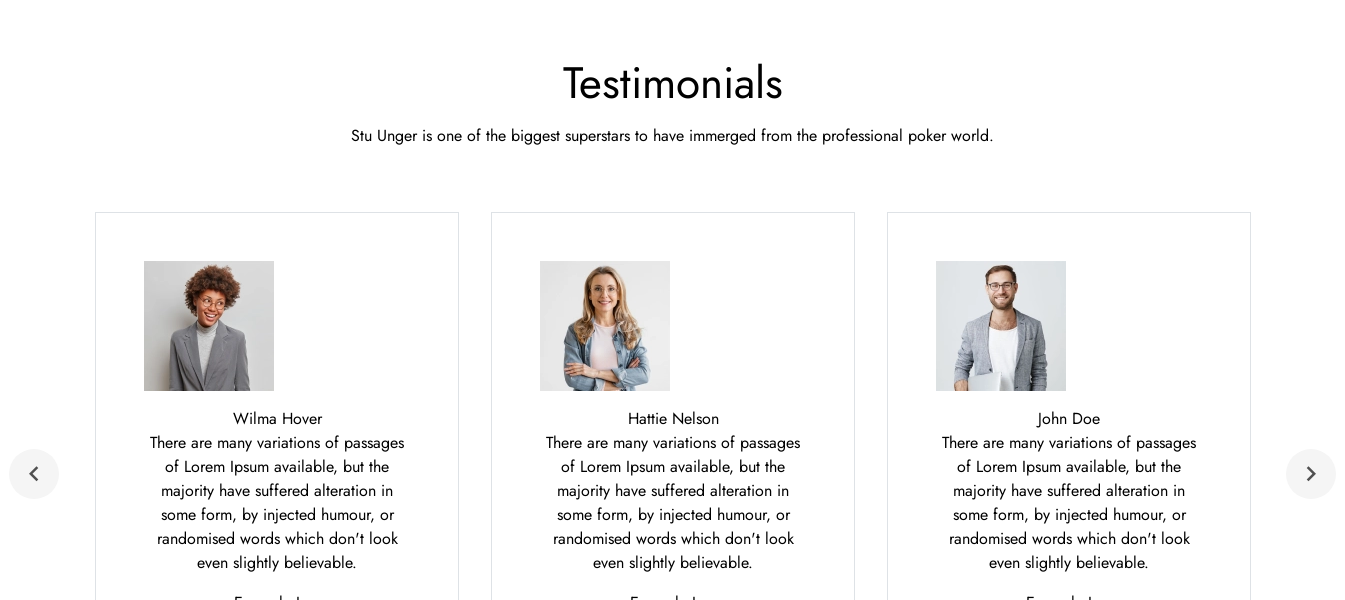 Testimonials
Stu Unger is one of the biggest superstars to have immerged from the professional poker world.
Wilma Hover
There are many variations of passages
of Lorem Ipsum available, but the
majority have suffered alteration in
some form, by injected humour, or
randomised words which don't look
even slightly believable.
Hattie Nelson
There are many variations of passages
of Lorem Ipsum available, but the
majority have suffered alteration in
some form, by injected humour, or
randomised words which don't look
even slightly believable.
John Doe
There are many variations of passages
of Lorem Ipsum available, but the
majority have suffered alteration in
some form, by injected humour, or
randomised words which don't look
even slightly believable.